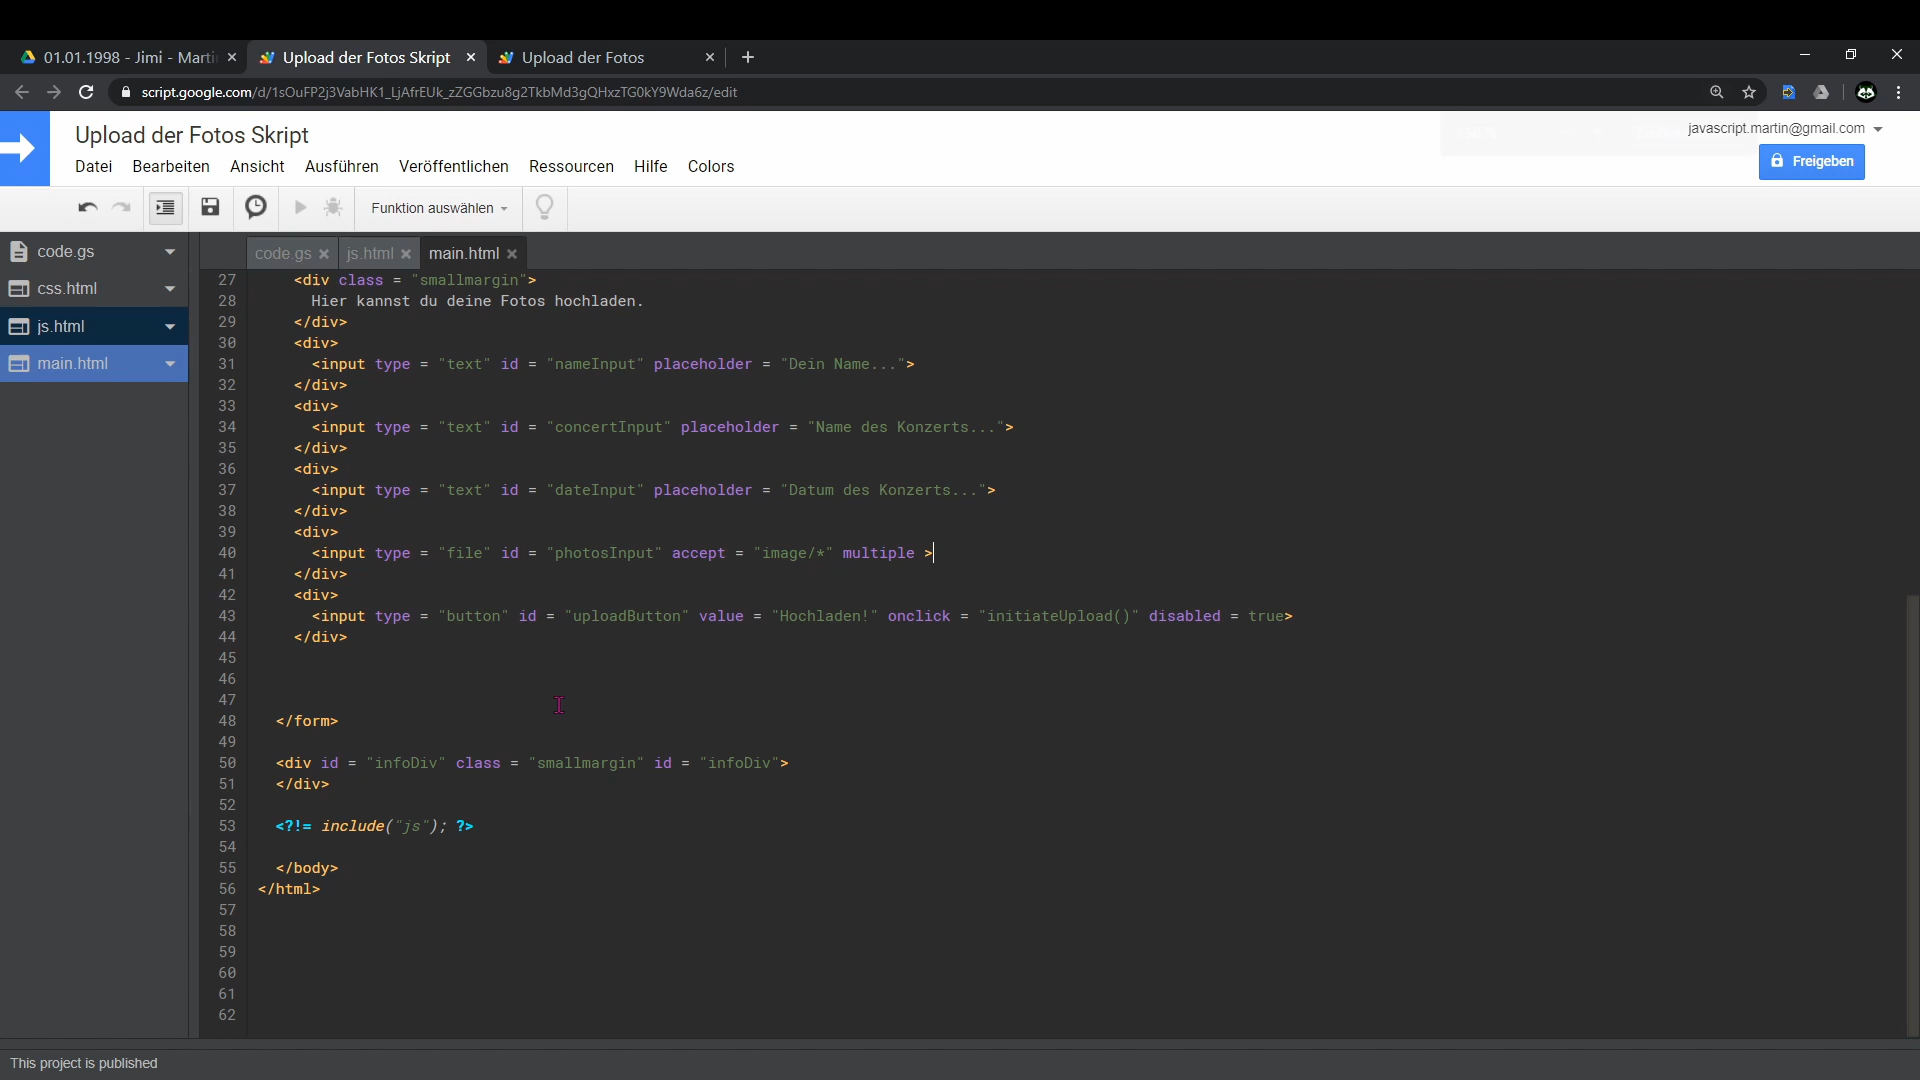 01.01.1998 - Jimi - Marti
Upload der Fotos Skript
Upload der Fotos
script.google.com/d/1sOuFP2j3VabHK1_LjAfrEUk_zZGGbzu8g2TkbMd3gQHxzTG0kY9Wda6z/edit
Upload der Fotos Skript
javascript.martin@gmail.com
Datei Bearbeiten Ansicht Ausführen Veröffentlichen Ressourcen Hilfe Colors
Freigeben
Funktion auswählen
code.gs
css.html
js.html
main.html
code.gs js.html main.html
27 <div class = "smallmargin">
28 Hier kannst du deine Fotos hochladen.
29 </div>
30 <div>
31 <input type = "text" id = "nameInput" placeholder = "Dein Name...">
32 </div>
33 <div>
34 <input type = "text" id = "concertInput" placeholder = "Name des Konzerts...">
35 </div>
36 <div>
37 <input type = "text" id = "dateInput" placeholder = "Datum des Konzerts...">
38 </div>
39 <div>
40 <input type = "file" id = "photosInput" accept = "image/*" multiple >
41 </div>
42 <div>
43 <input type = "button" id = "uploadButton" value = "Hochladen!" onclick = "initiateUpload()" disabled = true>
44 </div>
45
46
47
48 </form>
49
50 <div id = "infoDiv" class = "smallmargin" id = "infoDiv">
51 </div>
52
53 <?!= include("js"); ?>
54
55 </body>
56 </html>
57
58
59
60
61
62
This project is published